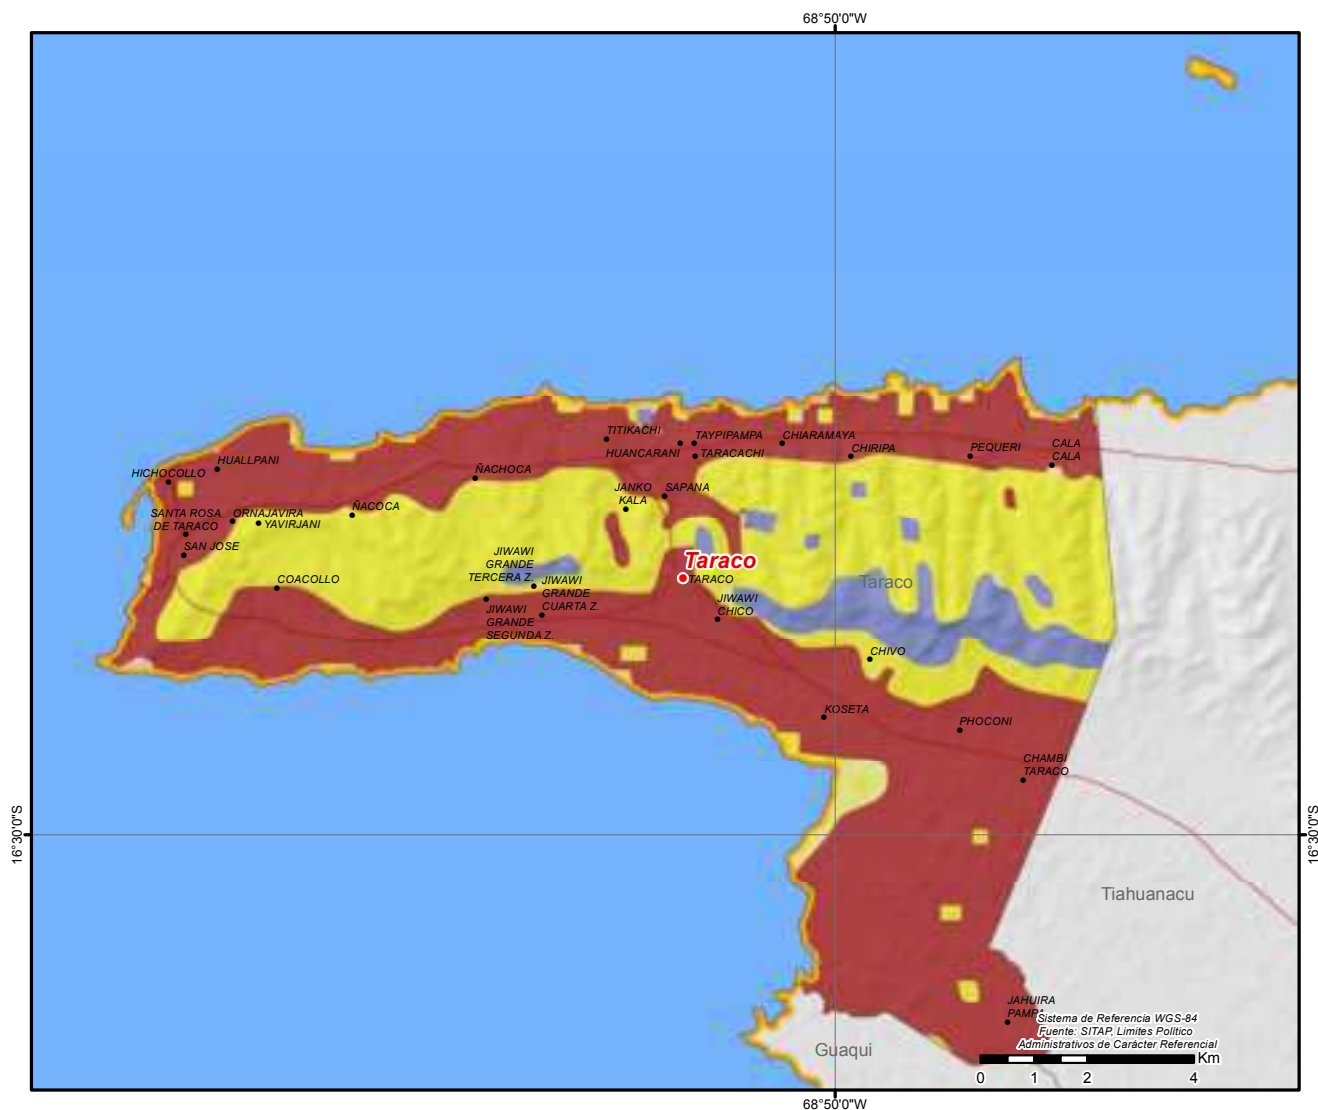 68°50'0"W
TITIKACHI
TAYPIPAMPA
CHIARAMAYA
HUANCARANI
TARACACHI
CHIRIPA
PEQUERI
CALA
CALA
HUALLPANI
HICHOCOLLO
ÑACHOCA
JANKO
KALA
SAPANA
SANTA ROSA
DE TARACO
ORNAJAVIRA
YAVIRJANI
ÑACOCA
SAN JOSE
COACOLLO
JIWAWI
GRANDE
TERCERA Z.
JIWAWI
GRANDE
CUARTA Z.
JIWAWI
GRANDE
SEGUNDA Z.
Taraco
TARACO
Taraco
JIWAWI
CHICO
CHIVO
KOSETA
PHOCONI
CHAMBI
TARACO
16°30'0"S
16°30'0"S
Tiahuanacu
JAHUIRA
PAMPA
Guaqui
Sistema de Referencia WGS-84
Fuente: SITAP, Limites Politico
Administrativos de Carácter Referencial
Km
0 1 2 4
68°50'0"W